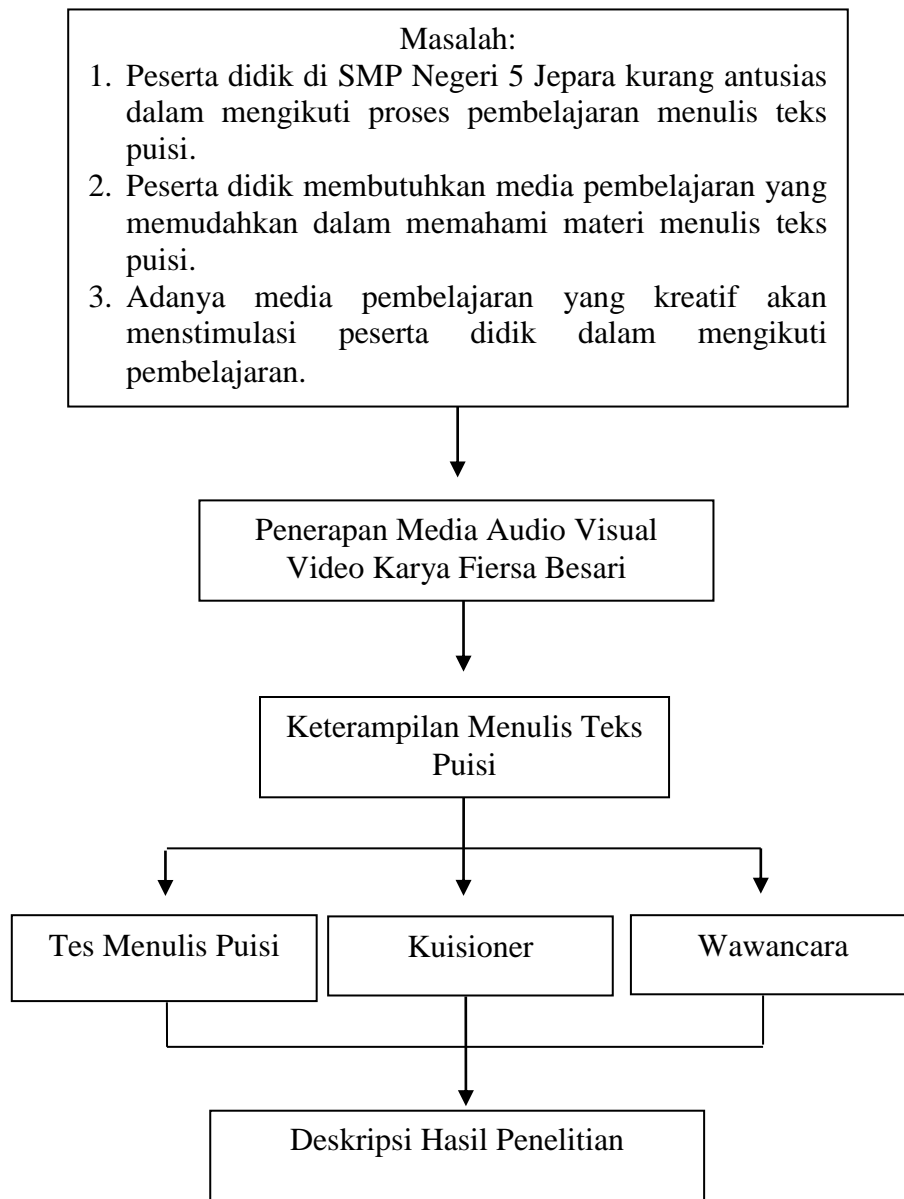 Masalah:
1. Peserta didik di SMP Negeri 5 Jepara kurang antusias
dalam mengikuti proses pembelajaran menulis teks
puisi.
2. Peserta didik membutuhkan media pembelajaran yang
memudahkan dalam memahami materi menulis teks
puisi.
3. Adanya media pembelajaran yang kreatif akan
menstimulasi peserta didik dalam mengikuti
pembelajaran.
Penerapan Media Audio Visual
Video Karya Fiersa Besari
Keterampilan Menulis Teks
Puisi
Tes Menulis Puisi
Kuisioner
Wawancara
Deskripsi Hasil Penelitian